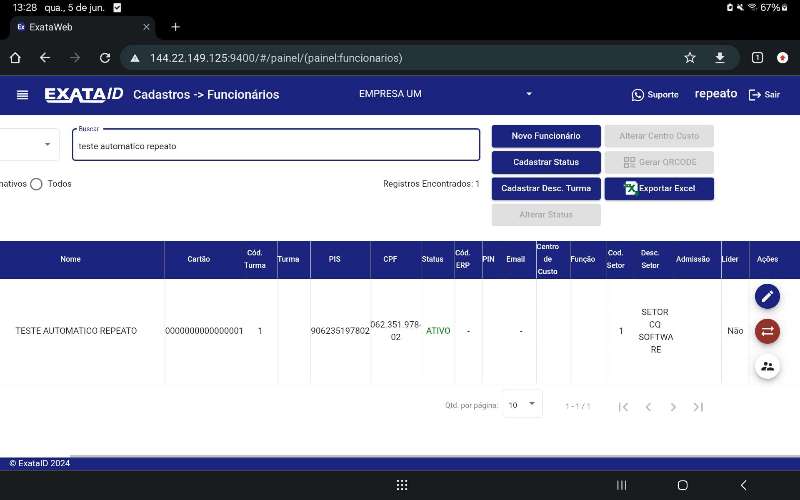 13:28 qua., 5 de jun. 67%
ExataWeb
144.22.149.125:9400/#/painel/(painel:funcionarios)
EXATA ID Cadastros -> Funcionários EMPRESA UM Suporte repeato Sair
Buscar
teste automatico repeato
Novo Funcionário Alterar Centro Custo
Cadastrar Status Gerar QRCODE
nativos Todos Registros Encontrados: 1 Cadastrar Desc. Turma Exportar Excel
Alterar Status
Nome Cartão Cód. Turma Turma PIS CPF Status Cód. ERP PIN Email Centro de Custo Função Cod. Setor Desc. Setor Admissão Líder Ações
TESTE AUTOMATICO REPEATO 0000000000000001 1 906235197802 062.351.978-02 ATIVO - - 1 SETOR CQ SOFTWARE Não
Qtd. por página: 10 1 - 1 / 1
© ExataID 2024